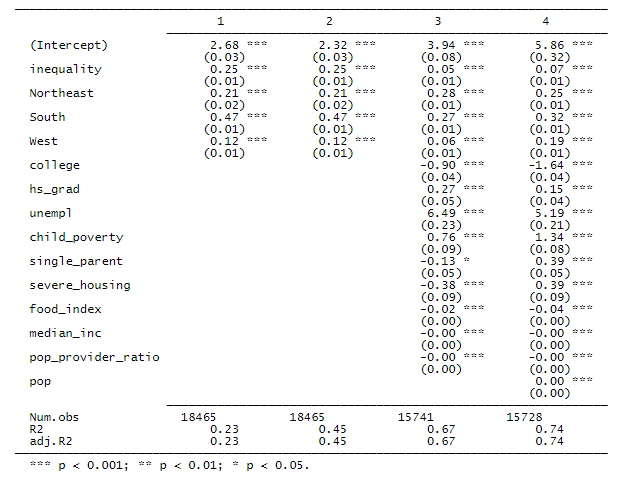 1 2 3 4
(Intercept) 2.68 *** 2.32 *** 3.94 *** 5.86 ***
(0.03) (0.03) (0.08) (0.32)
inequality 0.25 *** 0.25 *** 0.05 *** 0.07 ***
(0.01) (0.01) (0.01) (0.01)
Northeast 0.21 *** 0.21 *** 0.28 *** 0.25 ***
(0.02) (0.02) (0.01) (0.01)
South 0.47 *** 0.47 *** 0.27 *** 0.32 ***
(0.01) (0.01) (0.01) (0.01)
West 0.12 *** 0.12 *** 0.06 *** 0.19 ***
(0.01) (0.01) (0.01) (0.01)
college -0.90 *** -1.64 ***
(0.04) (0.04)
hs_grad 0.27 *** 0.15 ***
(0.05) (0.04)
unempl 6.49 *** 5.19 ***
(0.23) (0.21)
child_poverty 0.76 *** 1.34 ***
(0.09) (0.08)
single_parent -0.13 * 0.39 ***
(0.05) (0.05)
severe_housing -0.38 *** 0.39 ***
(0.09) (0.09)
food_index -0.02 *** -0.04 ***
(0.00) (0.00)
median_inc -0.00 *** -0.00 ***
(0.00) (0.00)
pop_provider_ratio -0.00 *** -0.00 ***
(0.00) (0.00)
pop 0.00 ***
(0.00)
Num.obs 18465 18465 15741 15728
R2 0.23 0.45 0.67 0.74
adj.R2 0.23 0.45 0.67 0.74
*** p < 0.001; ** p < 0.01; * p < 0.05.